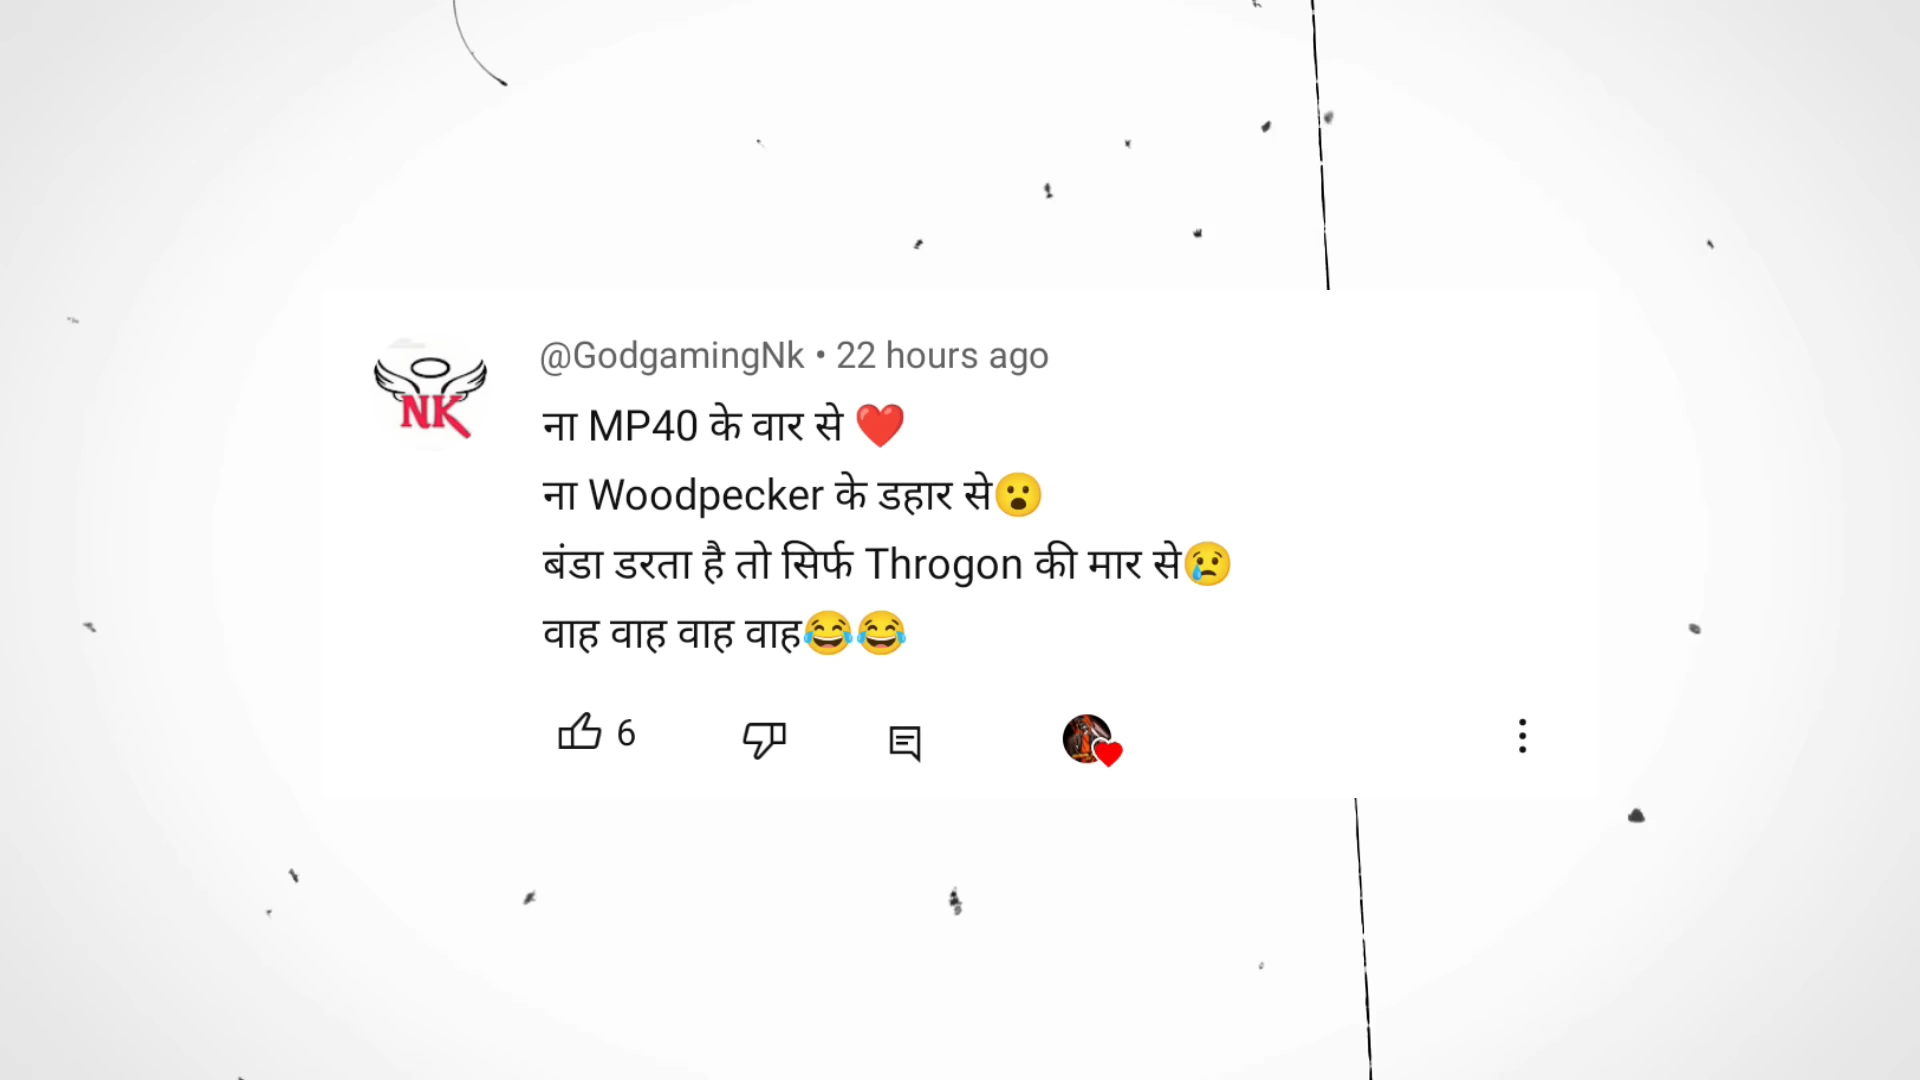 NK
@GodgamingNk • 22 hours ago
ना MP40 के वार से ❤️
ना Woodpecker के डहार से😮
बंडा डरता है तो सिर्फ Throgon की मार से😢
वाह वाह वाह वाह😂😂
6